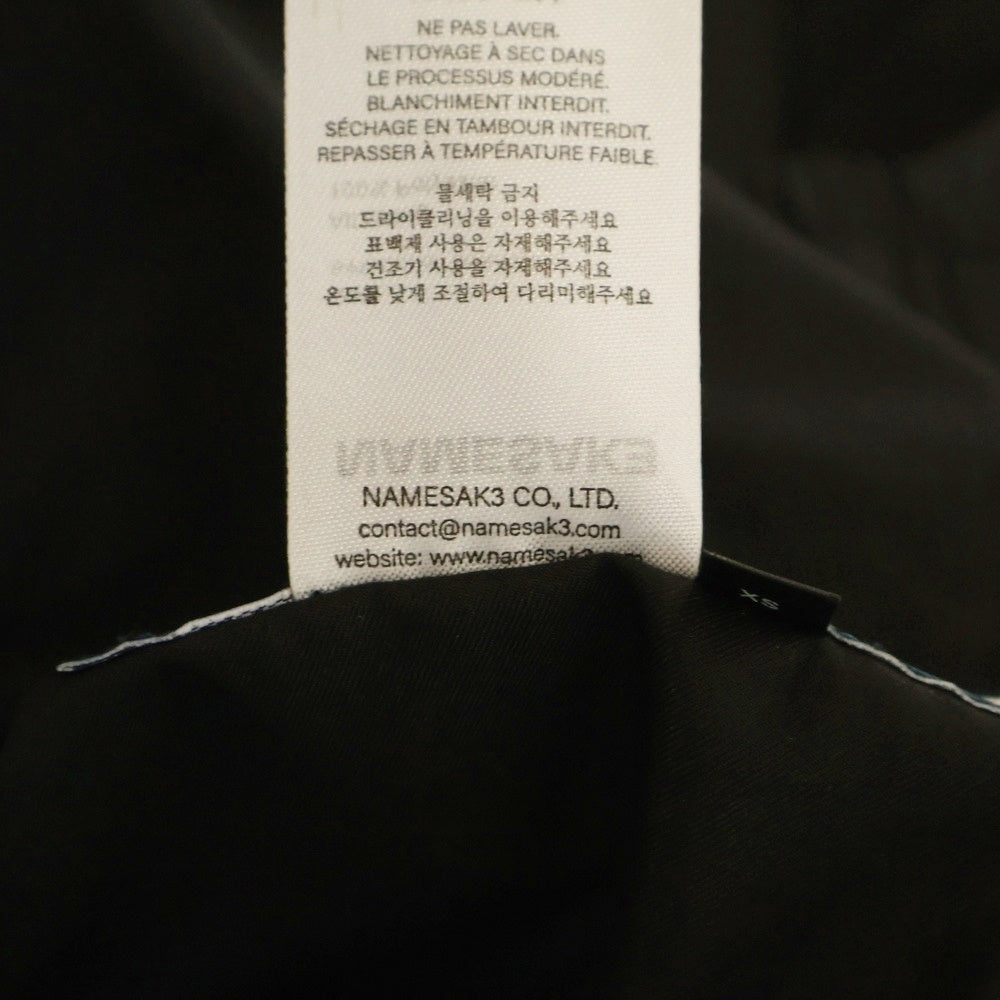 NE PAS LAVER.
NETTOYAGE À SEC DANS
LE PROCESSUS MODÉRÉ.
BLANCHIMENT INTERDIT.
SÉCHAGE EN TAMBOUR INTERDIT.
REPASSER À TEMPÉRATURE FAIBLE.
물세탁 금지
드라이클리닝을 이용해주세요
표백제 사용은 자제해주세요
건조기 사용을 자제해주세요
온도를 낮게 조절하여 다리미해주세요
NAMESAK3
NAMESAK3 CO., LTD.
contact@namesak3.com
website: www.namesak3.com
XS